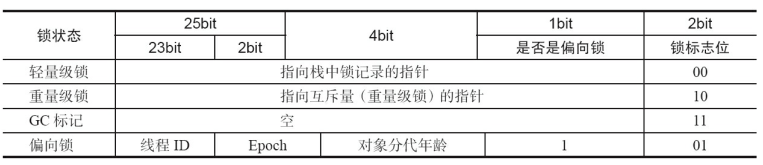 锁状态 25bit 4bit 1bit 2bit
23bit 2bit 是否是偏向锁 锁标志位
轻量级锁 指向栈中锁记录的指针 00
重量级锁 指向互斥量（重量级锁）的指针 10
GC 标记 空 11
偏向锁 线程 ID Epoch 对象分代年龄 1 01